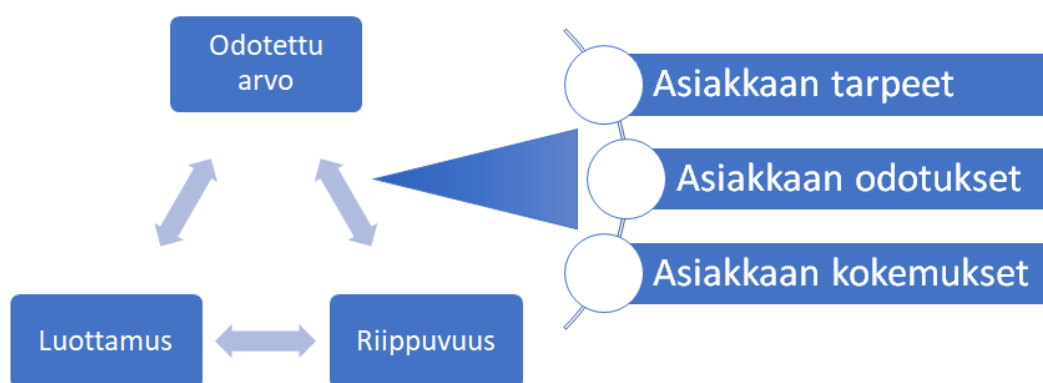 Odotettu
arvo
Asiakkaan tarpeet
Asiakkaan odotukset
Asiakkaan kokemukset
Luottamus
Riippuvuus